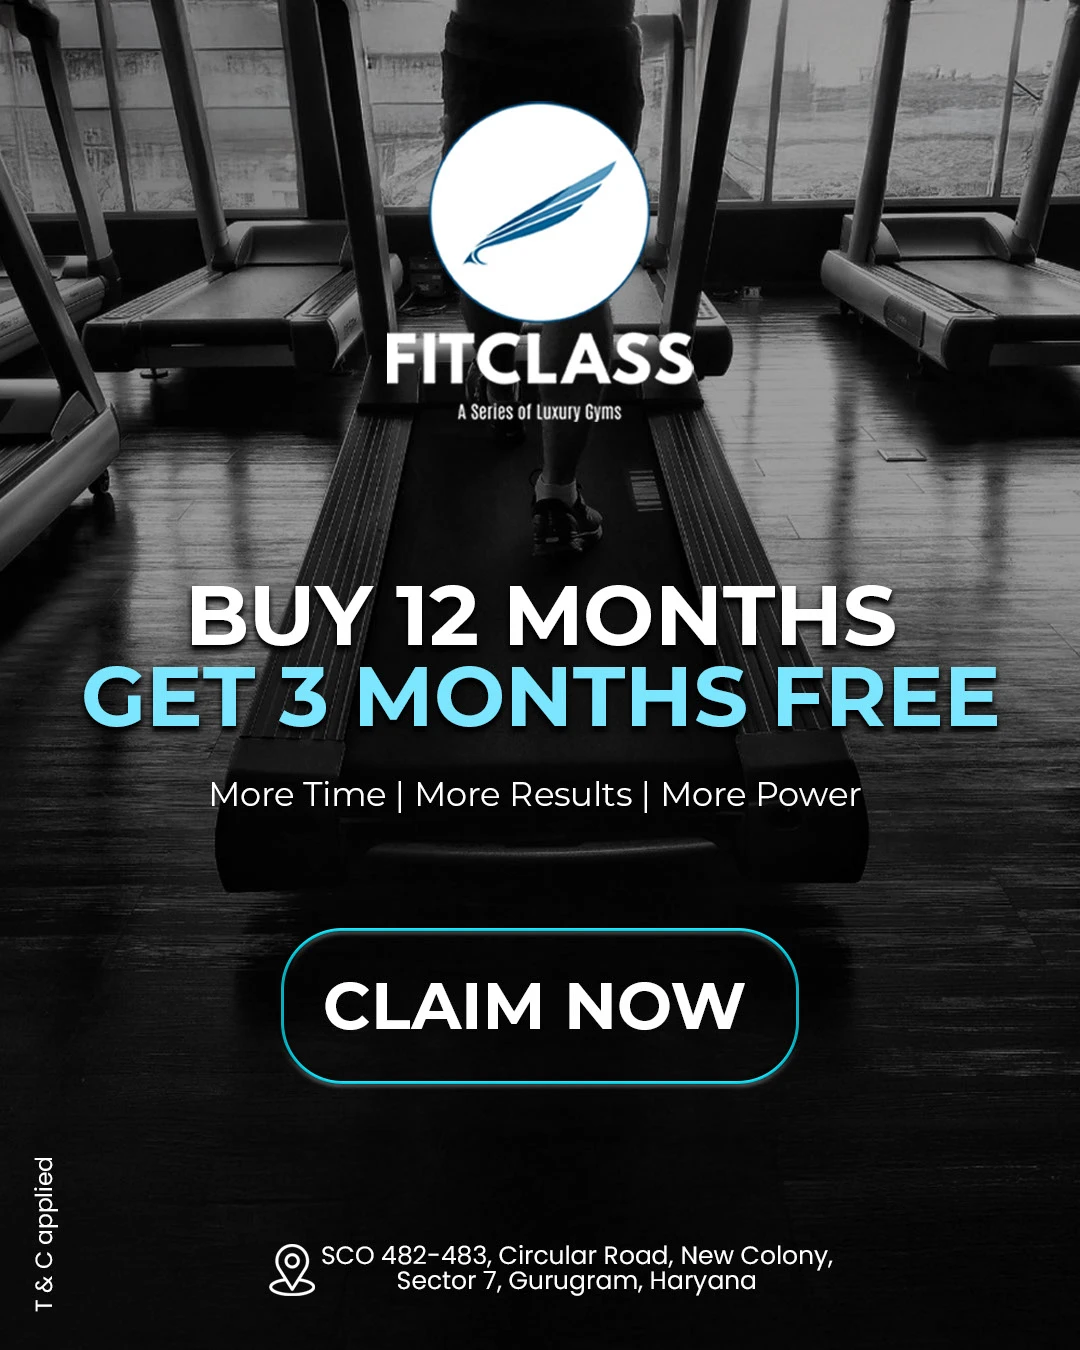 FITCLASS
A Series of Luxury Gyms
BUY 12 MONTHS
GET 3 MONTHS FREE
More Time | More Results | More Power
CLAIM NOW
T & C applied
SCO 482-483, Circular Road, New Colony,
Sector 7, Gurugram, Haryana